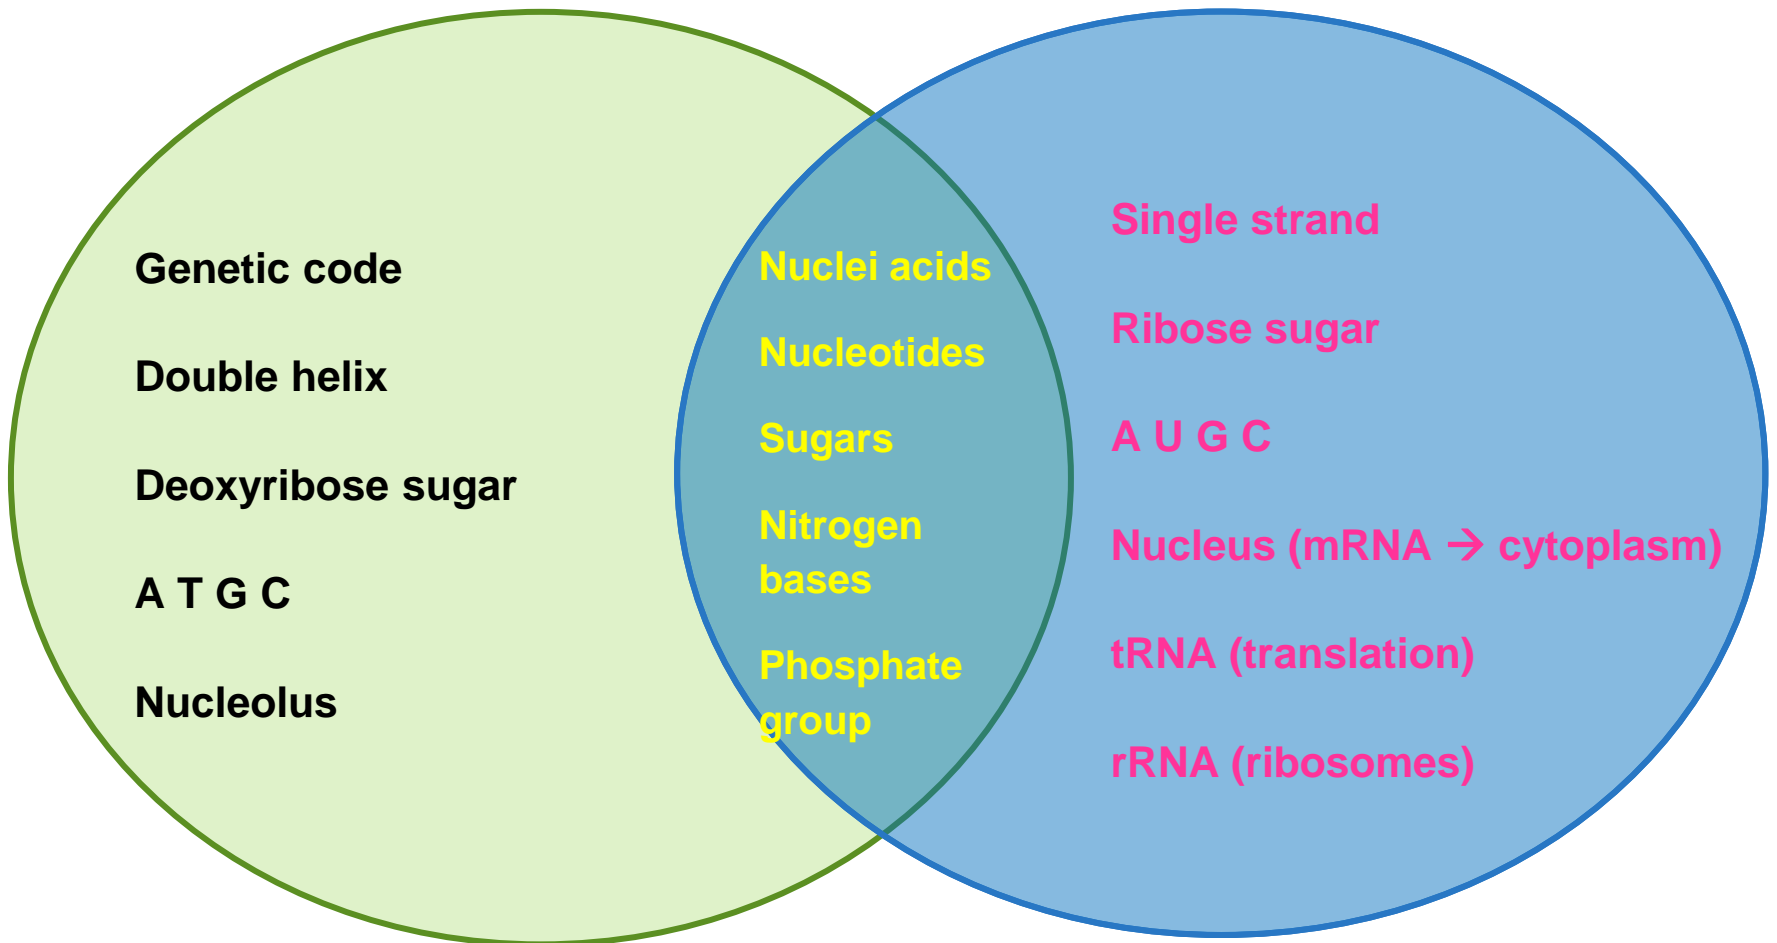 Genetic code
Double helix
Deoxyribose sugar
A T G C
Nucleolus
Nuclei acids
Nucleotides
Sugars
Nitrogen
bases
Phosphate
group
Single strand
Ribose sugar
A U G C
Nucleus (mRNA → cytoplasm)
tRNA (translation)
rRNA (ribosomes)